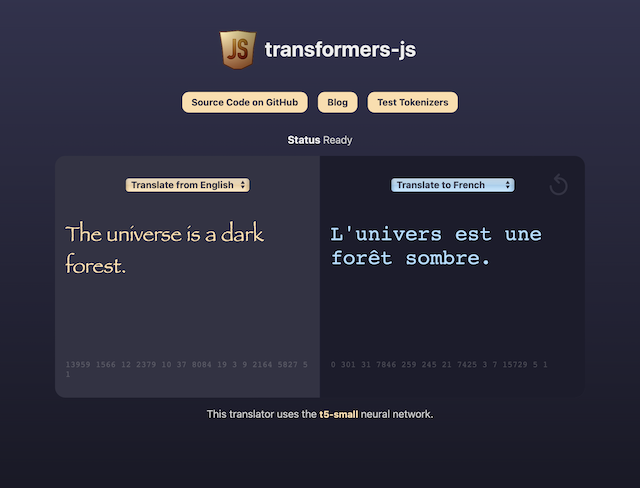 JS transformers-js
Source Code on GitHub Blog Test Tokenizers
Status Ready
Translate from English
The universe is a dark
forest.
13959 1566 12 2379 10 37 8084 19 3 9 2164 5827 5
1
Translate to French
L'univers est une
forêt sombre.
0 301 31 7846 259 245 21 7425 3 7 15729 5 1
This translator uses the t5-small neural network.